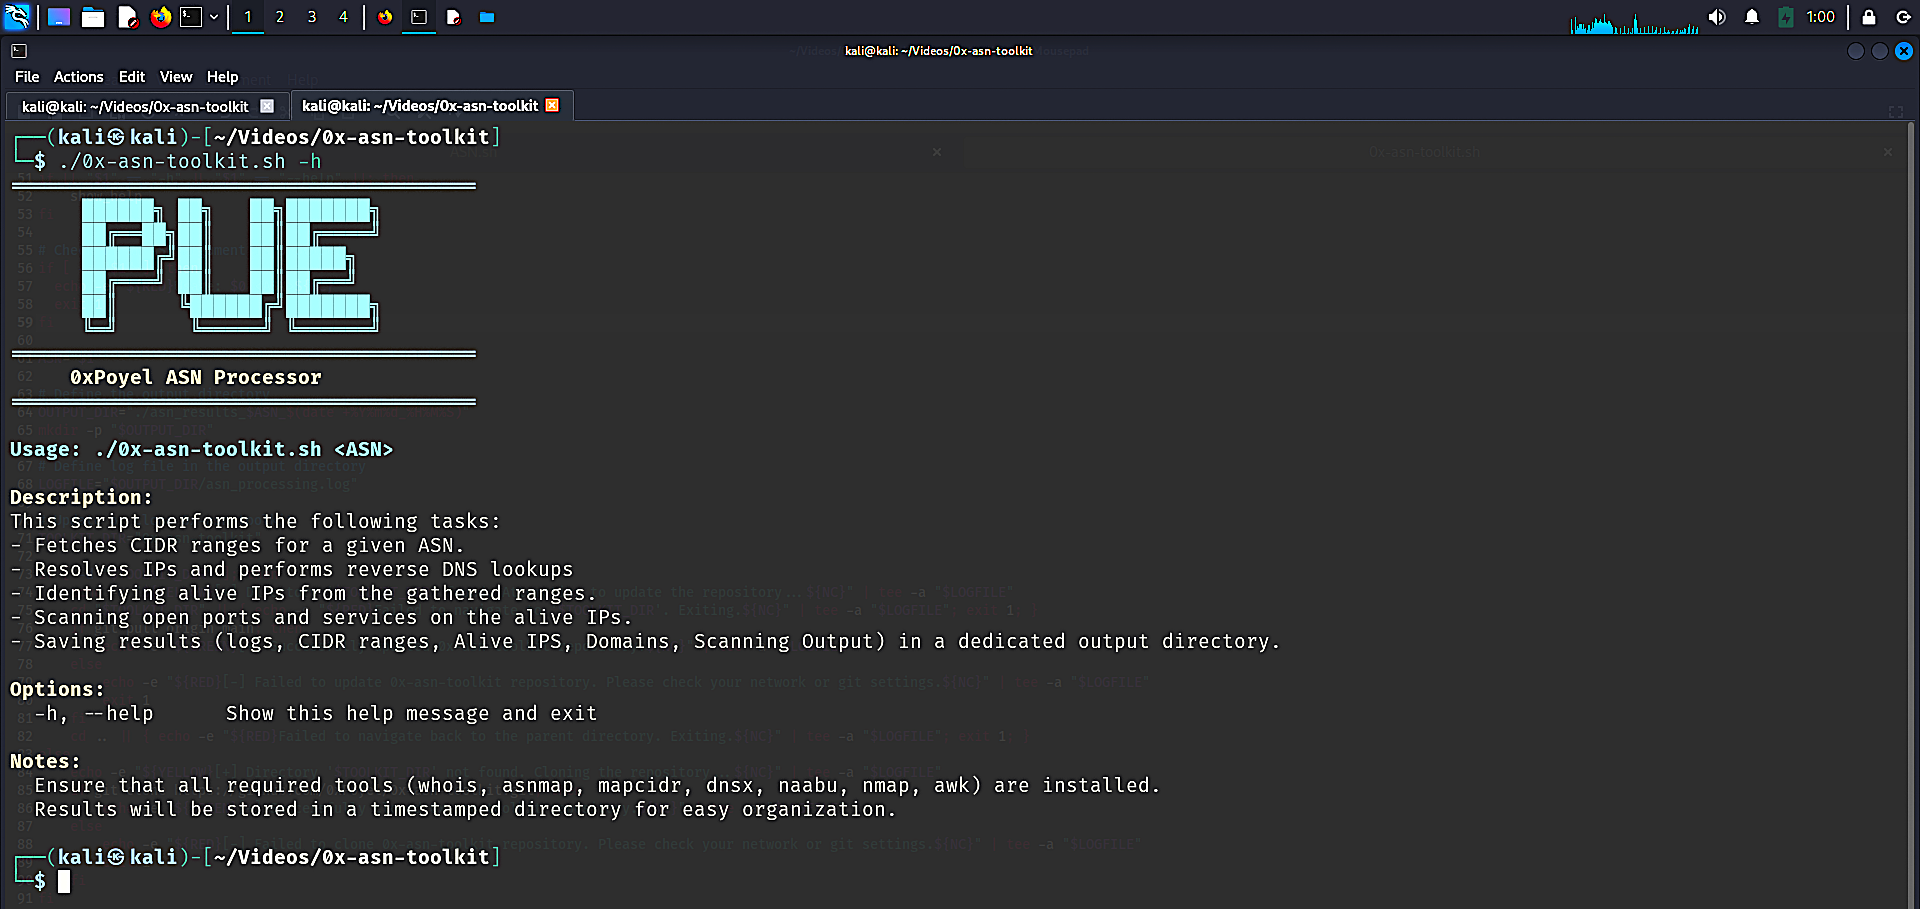 1 2 3 4 1:00
kali@kali: ~/Videos/0x-asn-toolkit
File Actions Edit View Help
kali@kali: ~/Videos/0x-asn-toolkit kali@kali: ~/Videos/0x-asn-toolkit
┌──(kali㉿kali)-[~/Videos/0x-asn-toolkit]
└─$ ./0x-asn-toolkit.sh -h
PUE
0xPoyel ASN Processor
Usage: ./0x-asn-toolkit.sh <ASN>
Description:
This script performs the following tasks:
- Fetches CIDR ranges for a given ASN.
- Resolves IPs and performs reverse DNS lookups
- Identifying alive IPs from the gathered ranges.
- Scanning open ports and services on the alive IPs.
- Saving results (logs, CIDR ranges, Alive IPS, Domains, Scanning Output) in a dedicated output directory.
Options:
-h, --help Show this help message and exit
Notes:
Ensure that all required tools (whois, asnmap, mapcidr, dnsx, naabu, nmap, awk) are installed.
Results will be stored in a timestamped directory for easy organization.
┌──(kali㉿kali)-[~/Videos/0x-asn-toolkit]
└─$